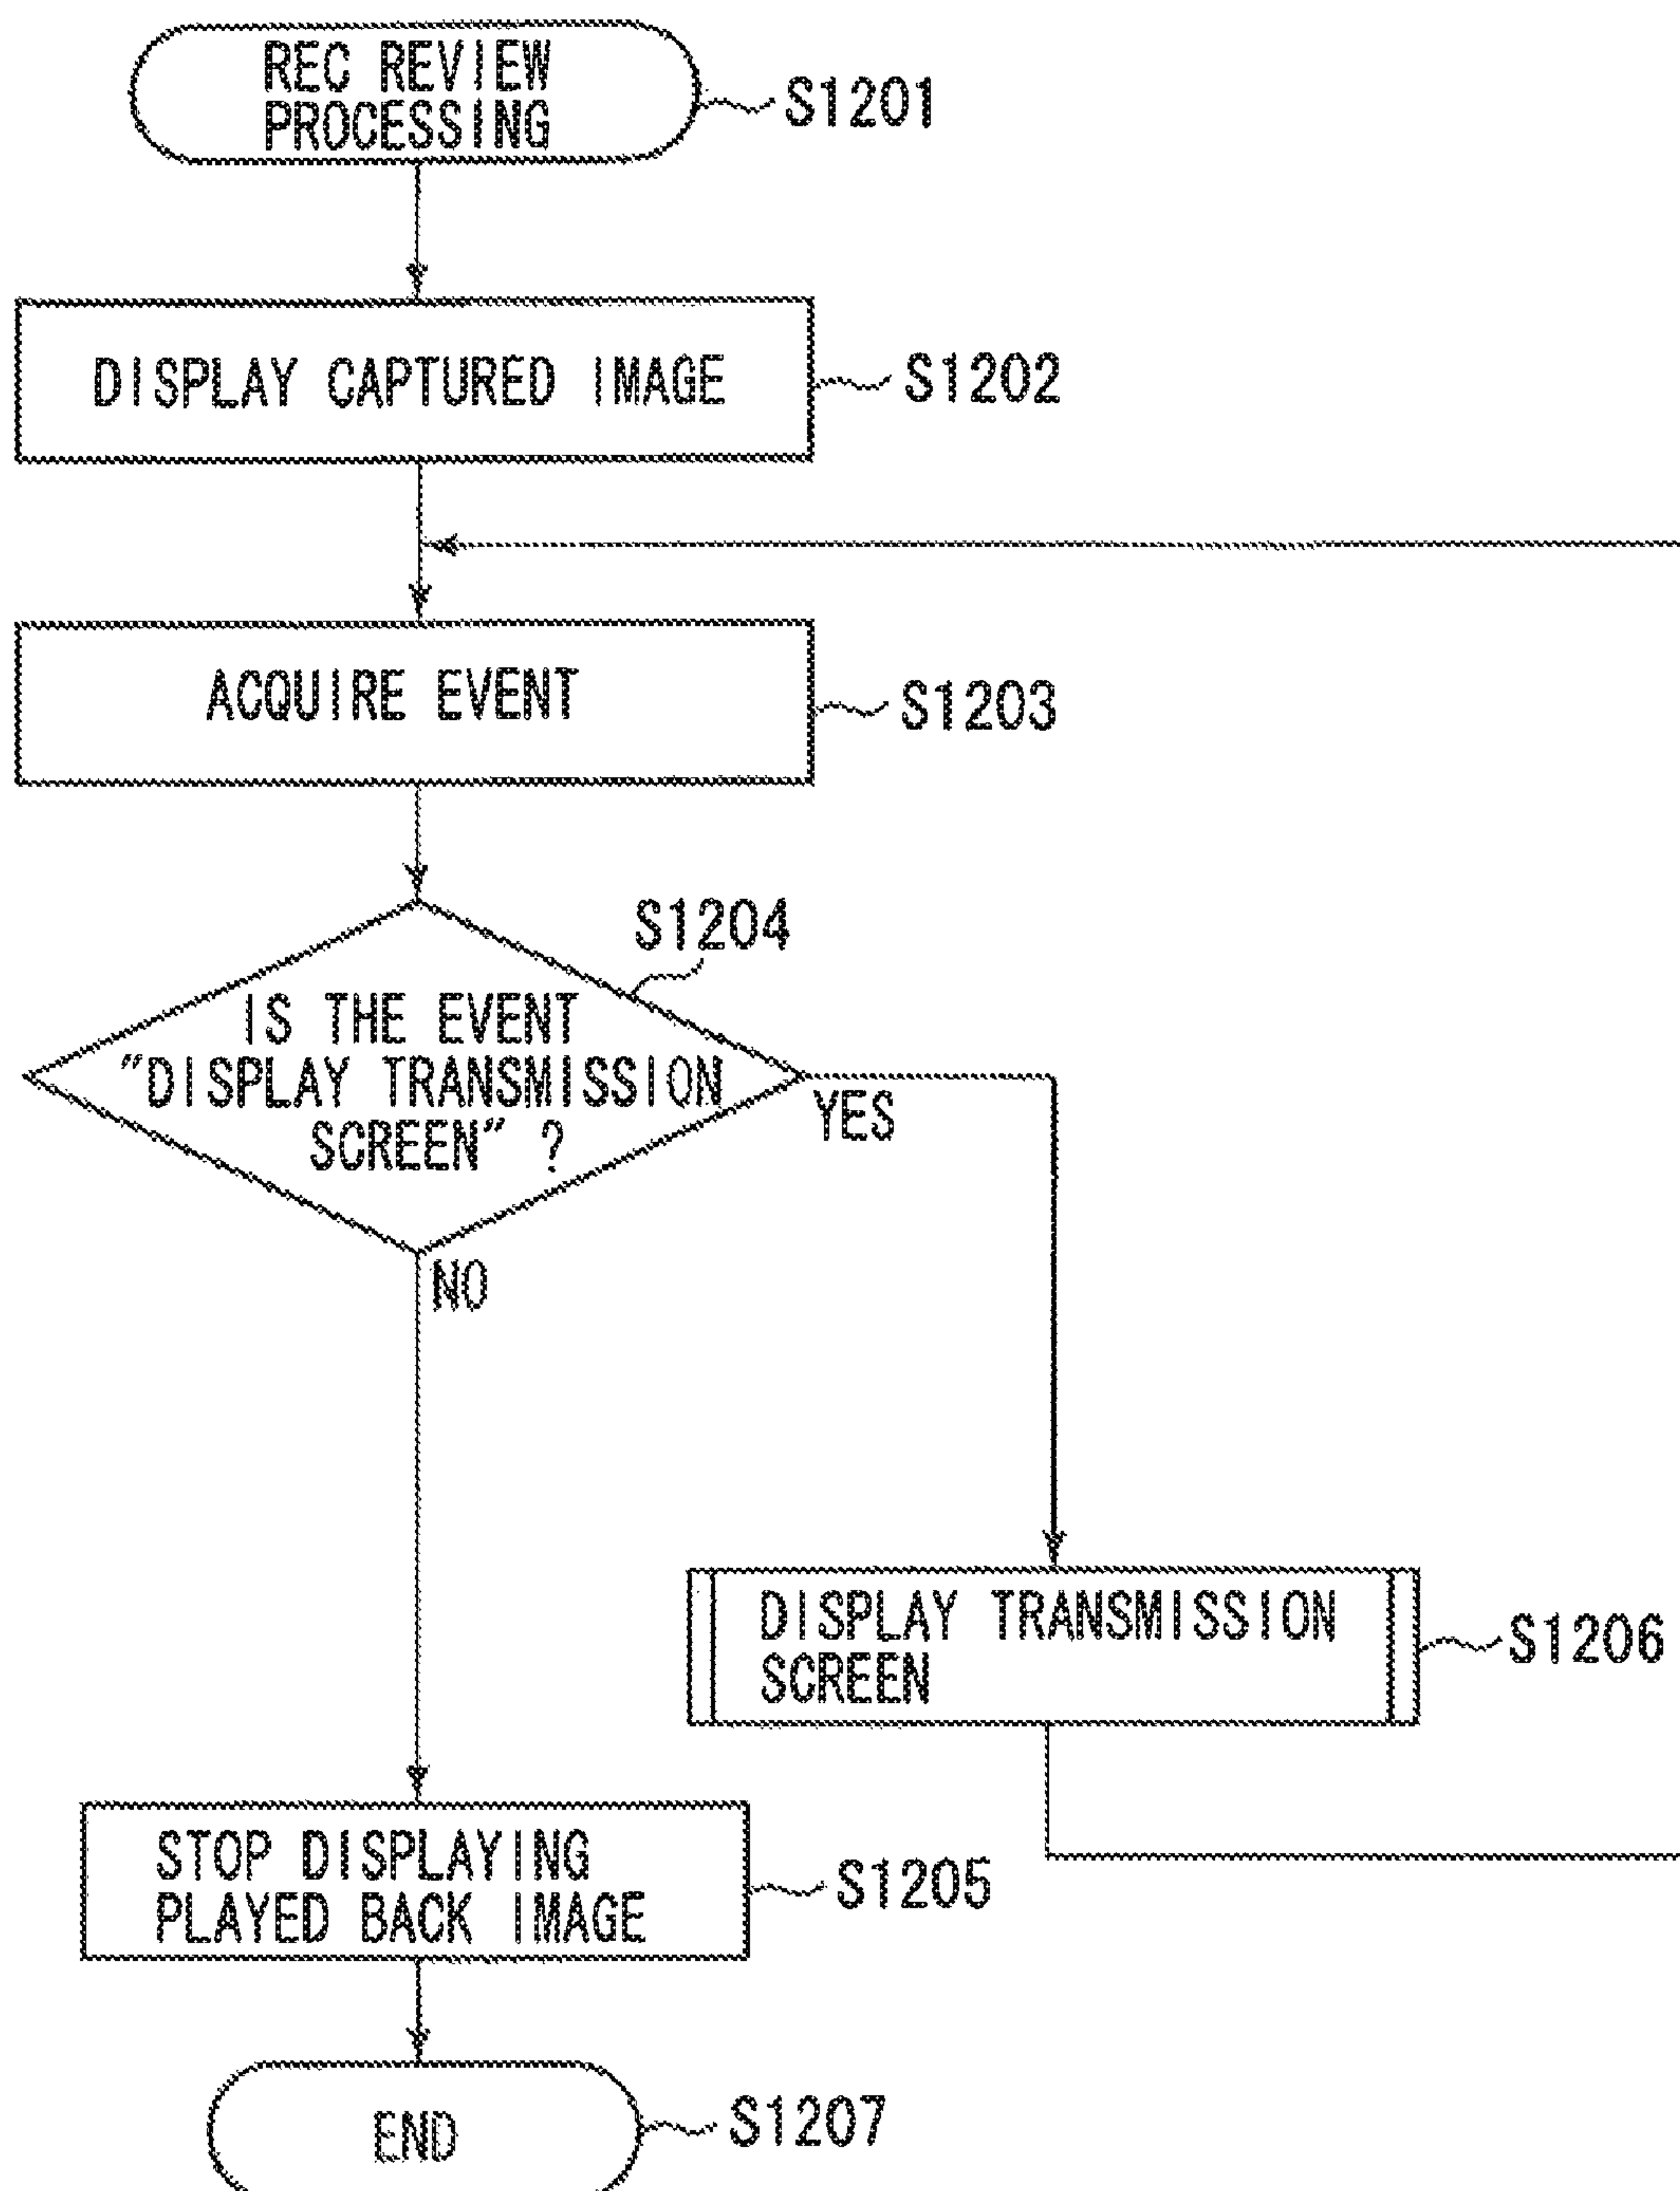 REC REVIEW
PROCESSING
S1201
DISPLAY CAPTURED IMAGE
S1202
ACQUIRE EVENT
S1203
S1204
IS THE EVENT
"DISPLAY TRANSMISSION
SCREEN" ?
YES
NO
DISPLAY TRANSMISSION
SCREEN
S1206
STOP DISPLAYING
PLAYED BACK IMAGE
S1205
END
S1207